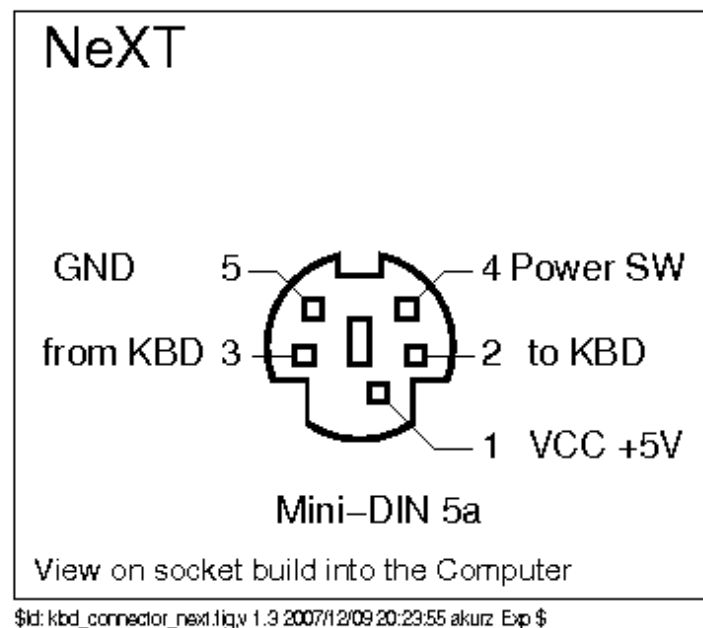 NeXT
GND 5 4 Power SW
from KBD 3 2 to KBD
1 VCC +5V
Mini-DIN 5a
View on socket build into the Computer
$Id: kbd_connector_next.fig,v 1.3 2007/12/09 20:23:55 akurz Exp $